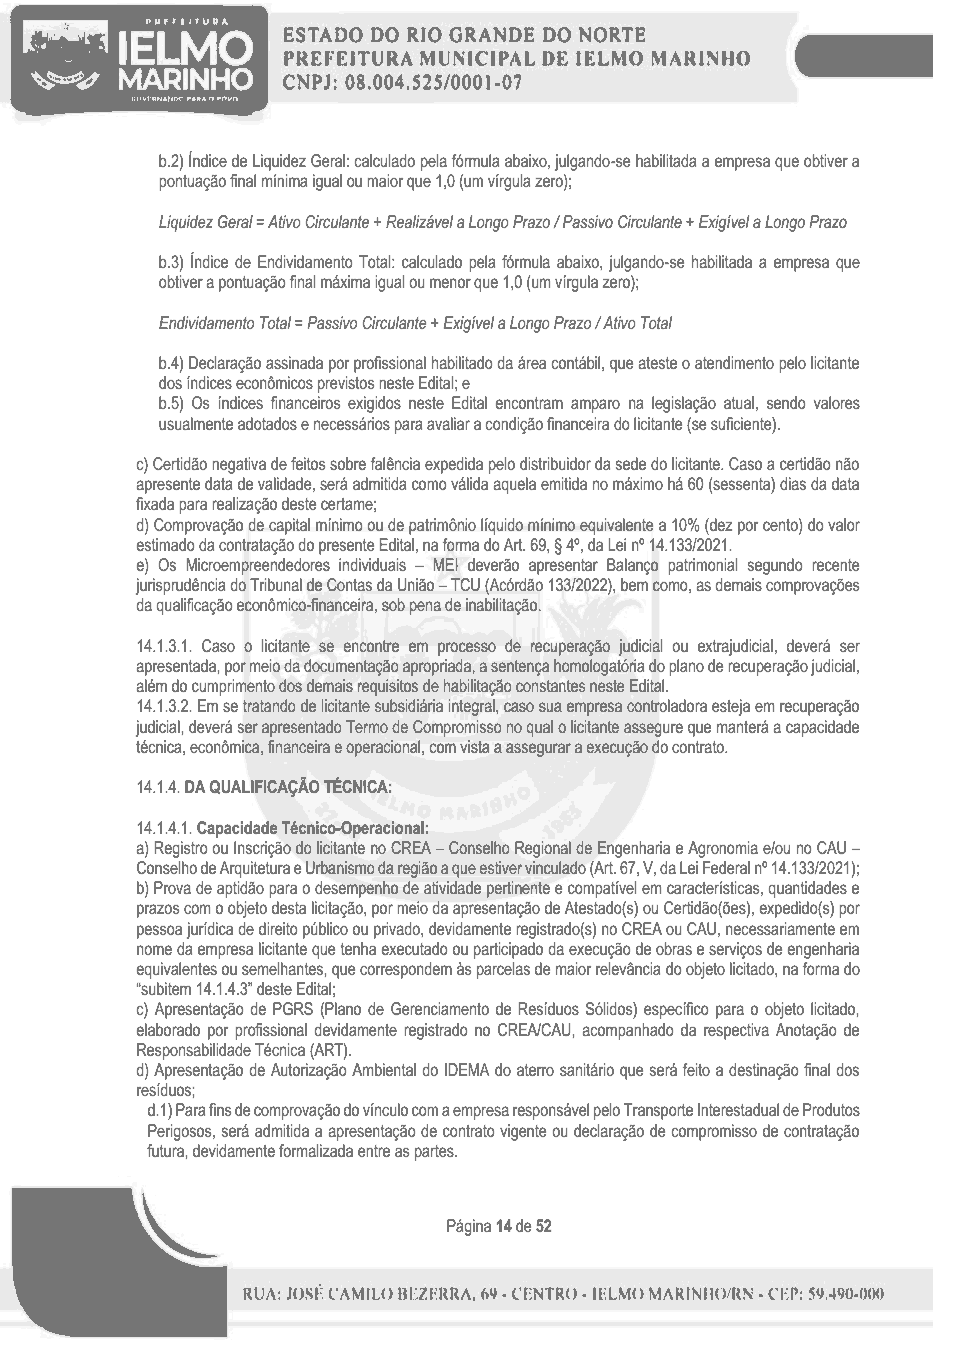 PREFEITURA
IELMO
MARINHO
GOVERNANDO PARA O POVO
ESTADO DO RIO GRANDE DO NORTE
PREFEITURA MUNICIPAL DE IELMO MARINHO
CNPJ: 08.004.525/0001-07
b.2) Índice de Liquidez Geral: calculado pela fórmula abaixo, julgando-se habilitada a empresa que obtiver a
pontuação final mínima igual ou maior que 1,0 (um vírgula zero);
Liquidez Geral = Ativo Circulante + Realizável a Longo Prazo / Passivo Circulante + Exigível a Longo Prazo
b.3) Índice de Endividamento Total: calculado pela fórmula abaixo, julgando-se habilitada a empresa que
obtiver a pontuação final máxima igual ou menor que 1,0 (um vírgula zero);
Endividamento Total = Passivo Circulante + Exigível a Longo Prazo / Ativo Total
b.4) Declaração assinada por profissional habilitado da área contábil, que ateste o atendimento pelo licitante
dos índices econômicos previstos neste Edital; e
b.5) Os índices financeiros exigidos neste Edital encontram amparo na legislação atual, sendo valores
usualmente adotados e necessários para avaliar a condição financeira do licitante (se suficiente).
c) Certidão negativa de feitos sobre falência expedida pelo distribuidor da sede do licitante. Caso a certidão não
apresente data de validade, será admitida como válida aquela emitida no máximo há 60 (sessenta) dias da data
fixada para realização deste certame;
d) Comprovação de capital mínimo ou de patrimônio líquido mínimo equivalente a 10% (dez por cento) do valor
estimado da contratação do presente Edital, na forma do Art. 69, § 4º, da Lei nº 14.133/2021.
e) Os Microempreendedores individuais – MEI deverão apresentar Balanço patrimonial segundo recente
jurisprudência do Tribunal de Contas da União – TCU (Acórdão 133/2022), bem como, as demais comprovações
da qualificação econômico-financeira, sob pena de inabilitação.
14.1.3.1. Caso o licitante se encontre em processo de recuperação judicial ou extrajudicial, deverá ser
apresentada, por meio da documentação apropriada, a sentença homologatória do plano de recuperação judicial,
além do cumprimento dos demais requisitos de habilitação constantes neste Edital.
14.1.3.2. Em se tratando de licitante subsidiária integral, caso sua empresa controladora esteja em recuperação
judicial, deverá ser apresentado Termo de Compromisso no qual o licitante assegure que manterá a capacidade
técnica, econômica, financeira e operacional, com vista a assegurar a execução do contrato.
14.1.4. DA QUALIFICAÇÃO TÉCNICA:
IELMO MARINHO
1963
14.1.4.1. Capacidade Técnico-Operacional:
a) Registro ou Inscrição do licitante no CREA – Conselho Regional de Engenharia e Agronomia e/ou no CAU –
Conselho de Arquitetura e Urbanismo da região a que estiver vinculado (Art. 67, V, da Lei Federal nº 14.133/2021);
b) Prova de aptidão para o desempenho de atividade pertinente e compatível em características, quantidades e
prazos com o objeto desta licitação, por meio da apresentação de Atestado(s) ou Certidão(ões), expedido(s) por
pessoa jurídica de direito público ou privado, devidamente registrado(s) no CREA ou CAU, necessariamente em
nome da empresa licitante que tenha executado ou participado da execução de obras e serviços de engenharia
equivalentes ou semelhantes, que correspondem às parcelas de maior relevância do objeto licitado, na forma do
“subitem 14.1.4.3” deste Edital;
c) Apresentação de PGRS (Plano de Gerenciamento de Resíduos Sólidos) específico para o objeto licitado,
elaborado por profissional devidamente registrado no CREA/CAU, acompanhado da respectiva Anotação de
Responsabilidade Técnica (ART).
d) Apresentação de Autorização Ambiental do IDEMA do aterro sanitário que será feito a destinação final dos
resíduos;
d.1) Para fins de comprovação do vínculo com a empresa responsável pelo Transporte Interestadual de Produtos
Perigosos, será admitida a apresentação de contrato vigente ou declaração de compromisso de contratação
futura, devidamente formalizada entre as partes.
Página 14 de 52
RUA: JOSÉ CAMILO BEZERRA, 69 - CENTRO - IELMO MARINHO/RN - CEP: 59.490-000